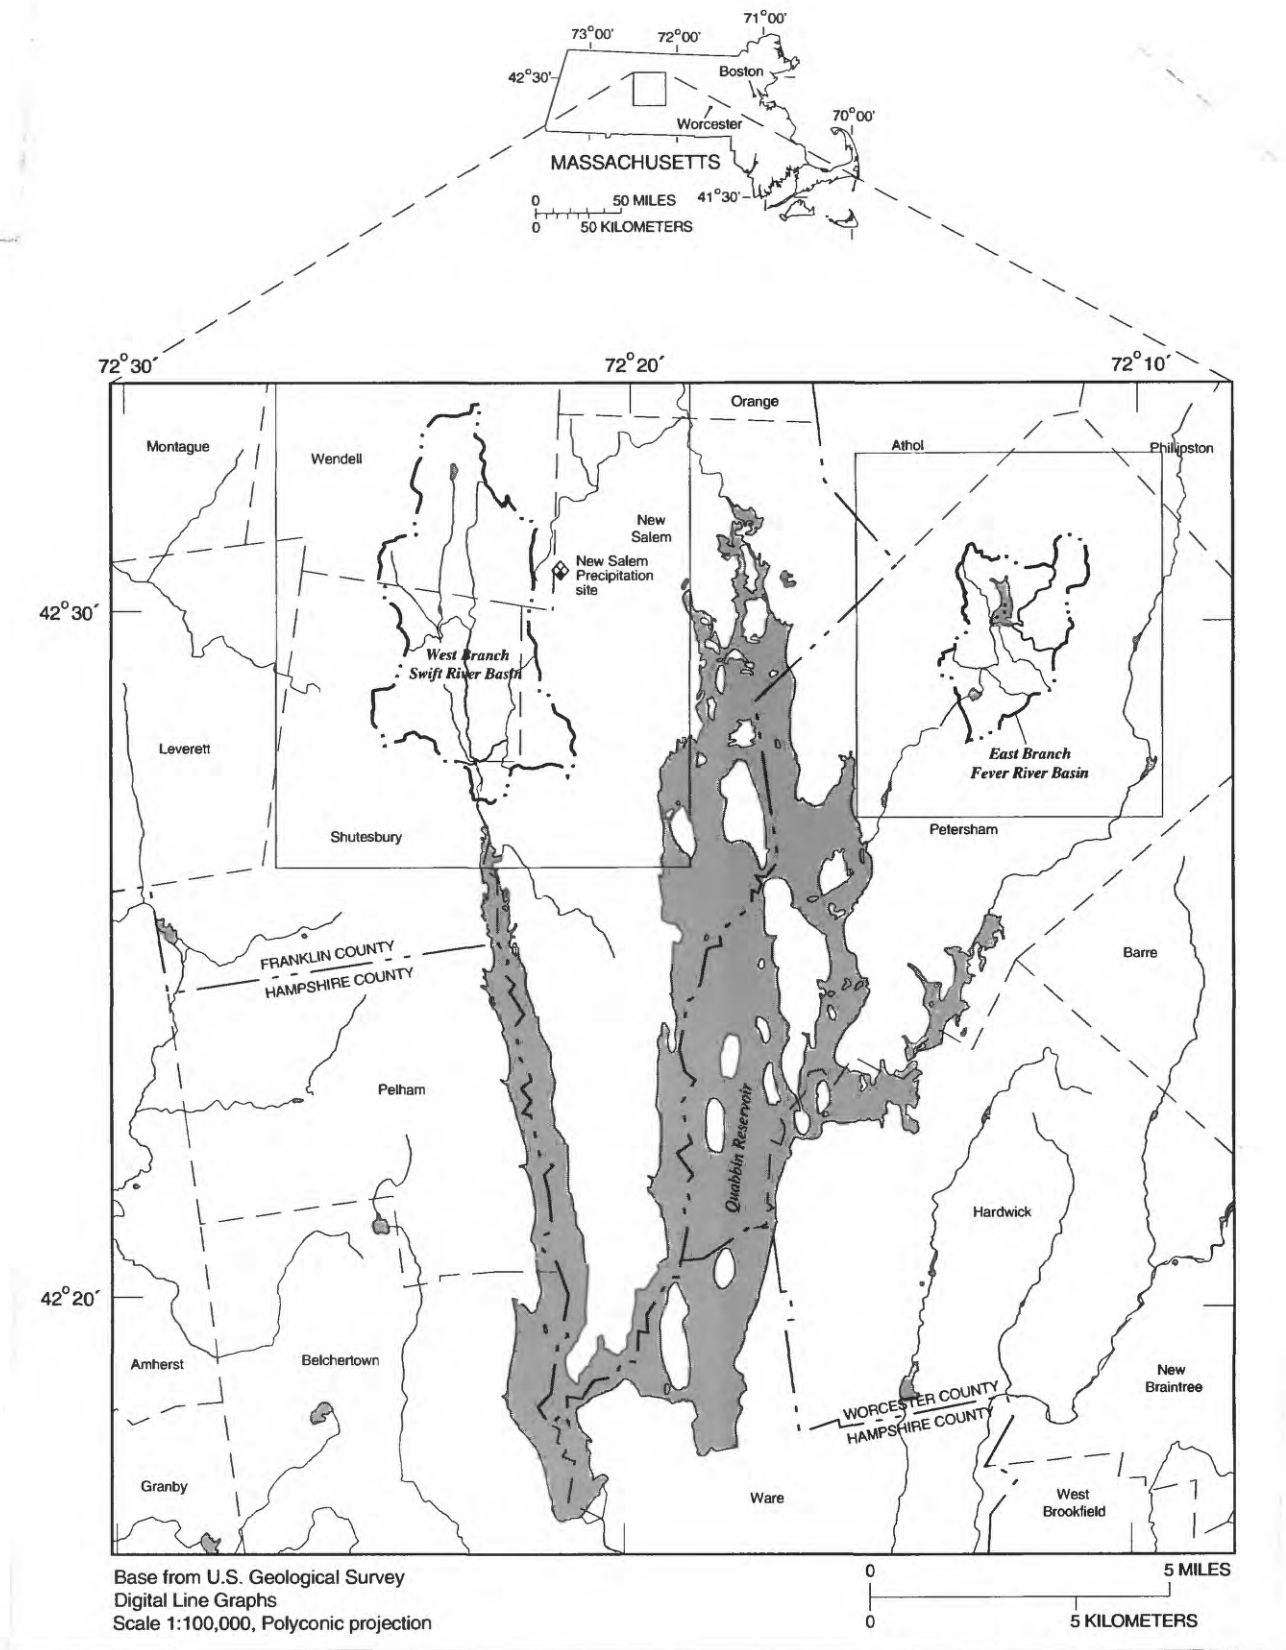 71°00′
73°00′
72°00′
42°30′
Boston
Worcester
70°00′
MASSACHUSETTS
0 50 MILES
41°30′
0 50 KILOMETERS
72°30′
72°20′
72°10′
Orange
Montague
Wendell
Athol
Phillipston
New
Salem
New Salem
Precipitation
site
42°30′
West Branch
Swift River Basin
Leverett
East Branch
Fever River Basin
Shutesbury
Petersham
FRANKLIN COUNTY
HAMPSHIRE COUNTY
Barre
Pelham
Quabbin Reservoir
Hardwick
42°20′
Amherst
Belchertown
New
Braintree
WORCESTER COUNTY
HAMPSHIRE COUNTY
Granby
Ware
West
Brookfield
Base from U.S. Geological Survey
Digital Line Graphs
Scale 1:100,000, Polyconic projection
0 5 MILES
0 5 KILOMETERS